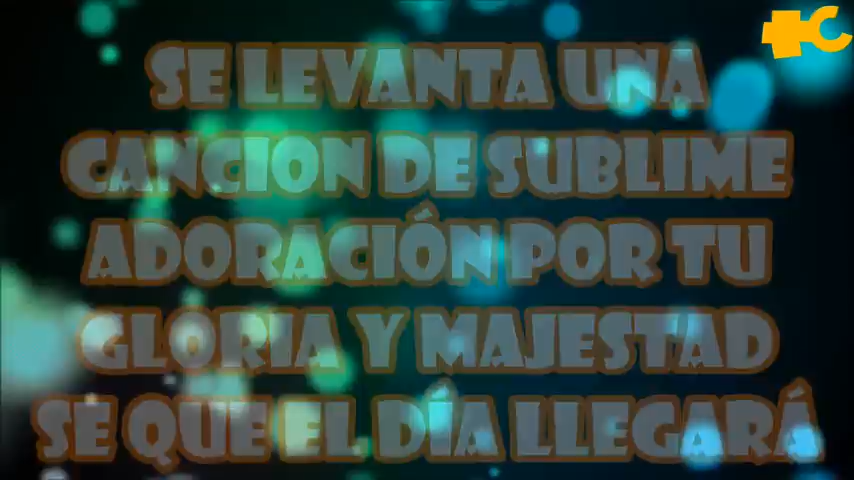 SE LEVANTA UNA
CANCION DE SUBLIME
ADORACIÓN POR TU
GLORIA Y MAJESTAD
SE QUE EL DÍA LLEGARÁ